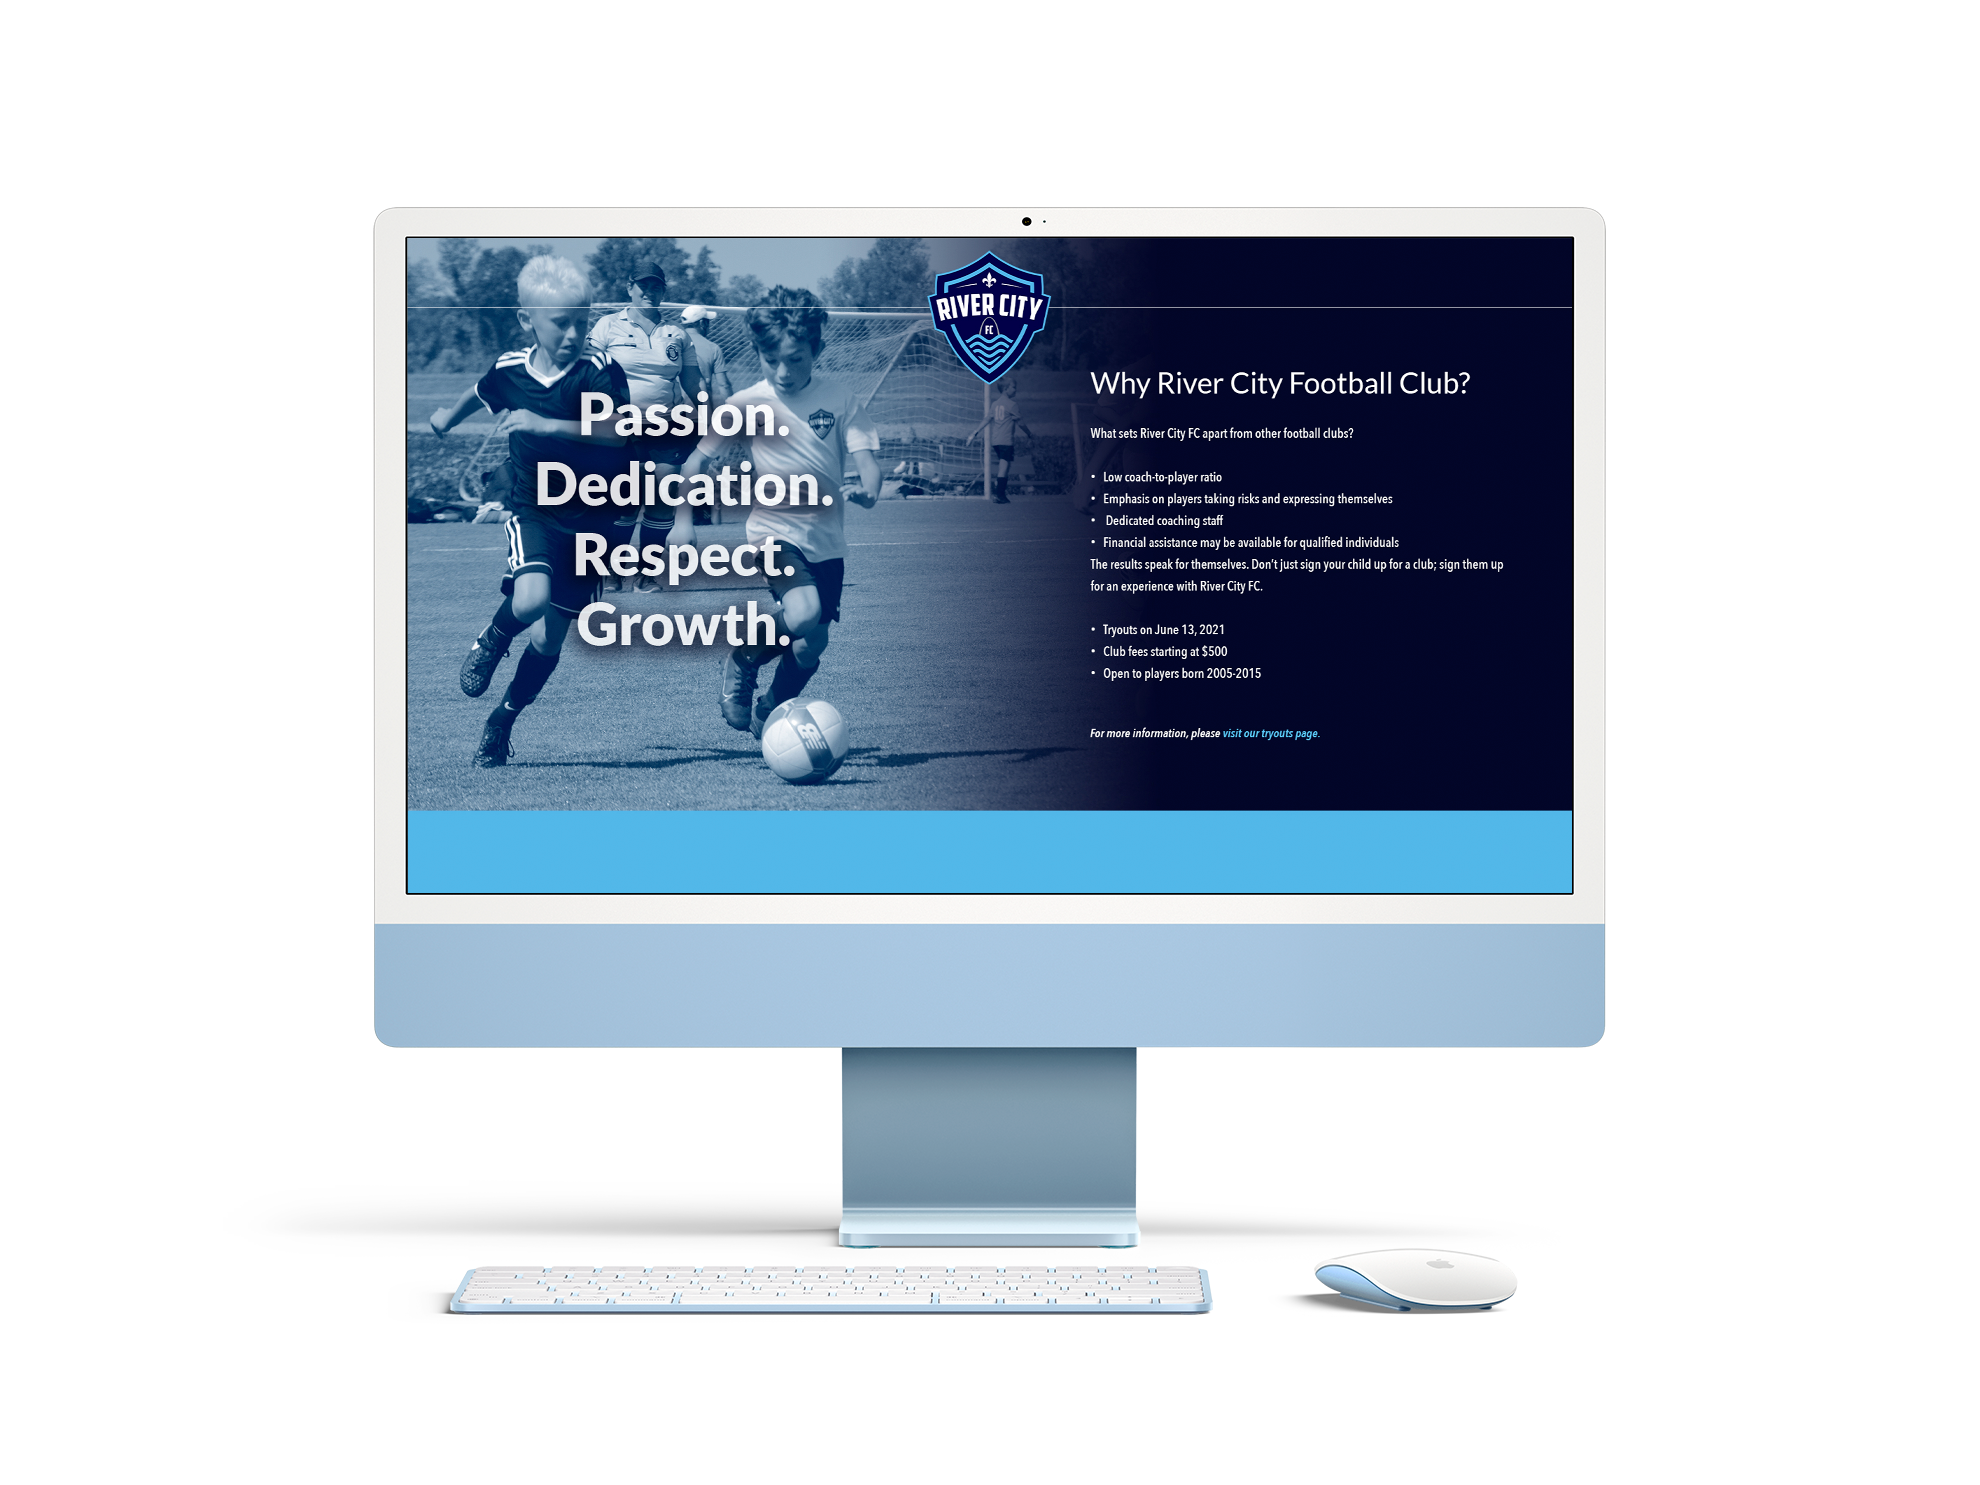 RIVER CITY
FC
Passion.
Dedication.
Respect.
Growth.
Why River City Football Club?
What sets River City FC apart from other football clubs?
• Low coach-to-player ratio
• Emphasis on players taking risks and expressing themselves
• Dedicated coaching staff
• Financial assistance may be available for qualified individuals
The results speak for themselves. Don't just sign your child up for a club; sign them up
for an experience with River City FC.
• Tryouts on June 13, 2021
• Club fees starting at $500
• Open to players born 2005-2015
For more information, please visit our tryouts page.